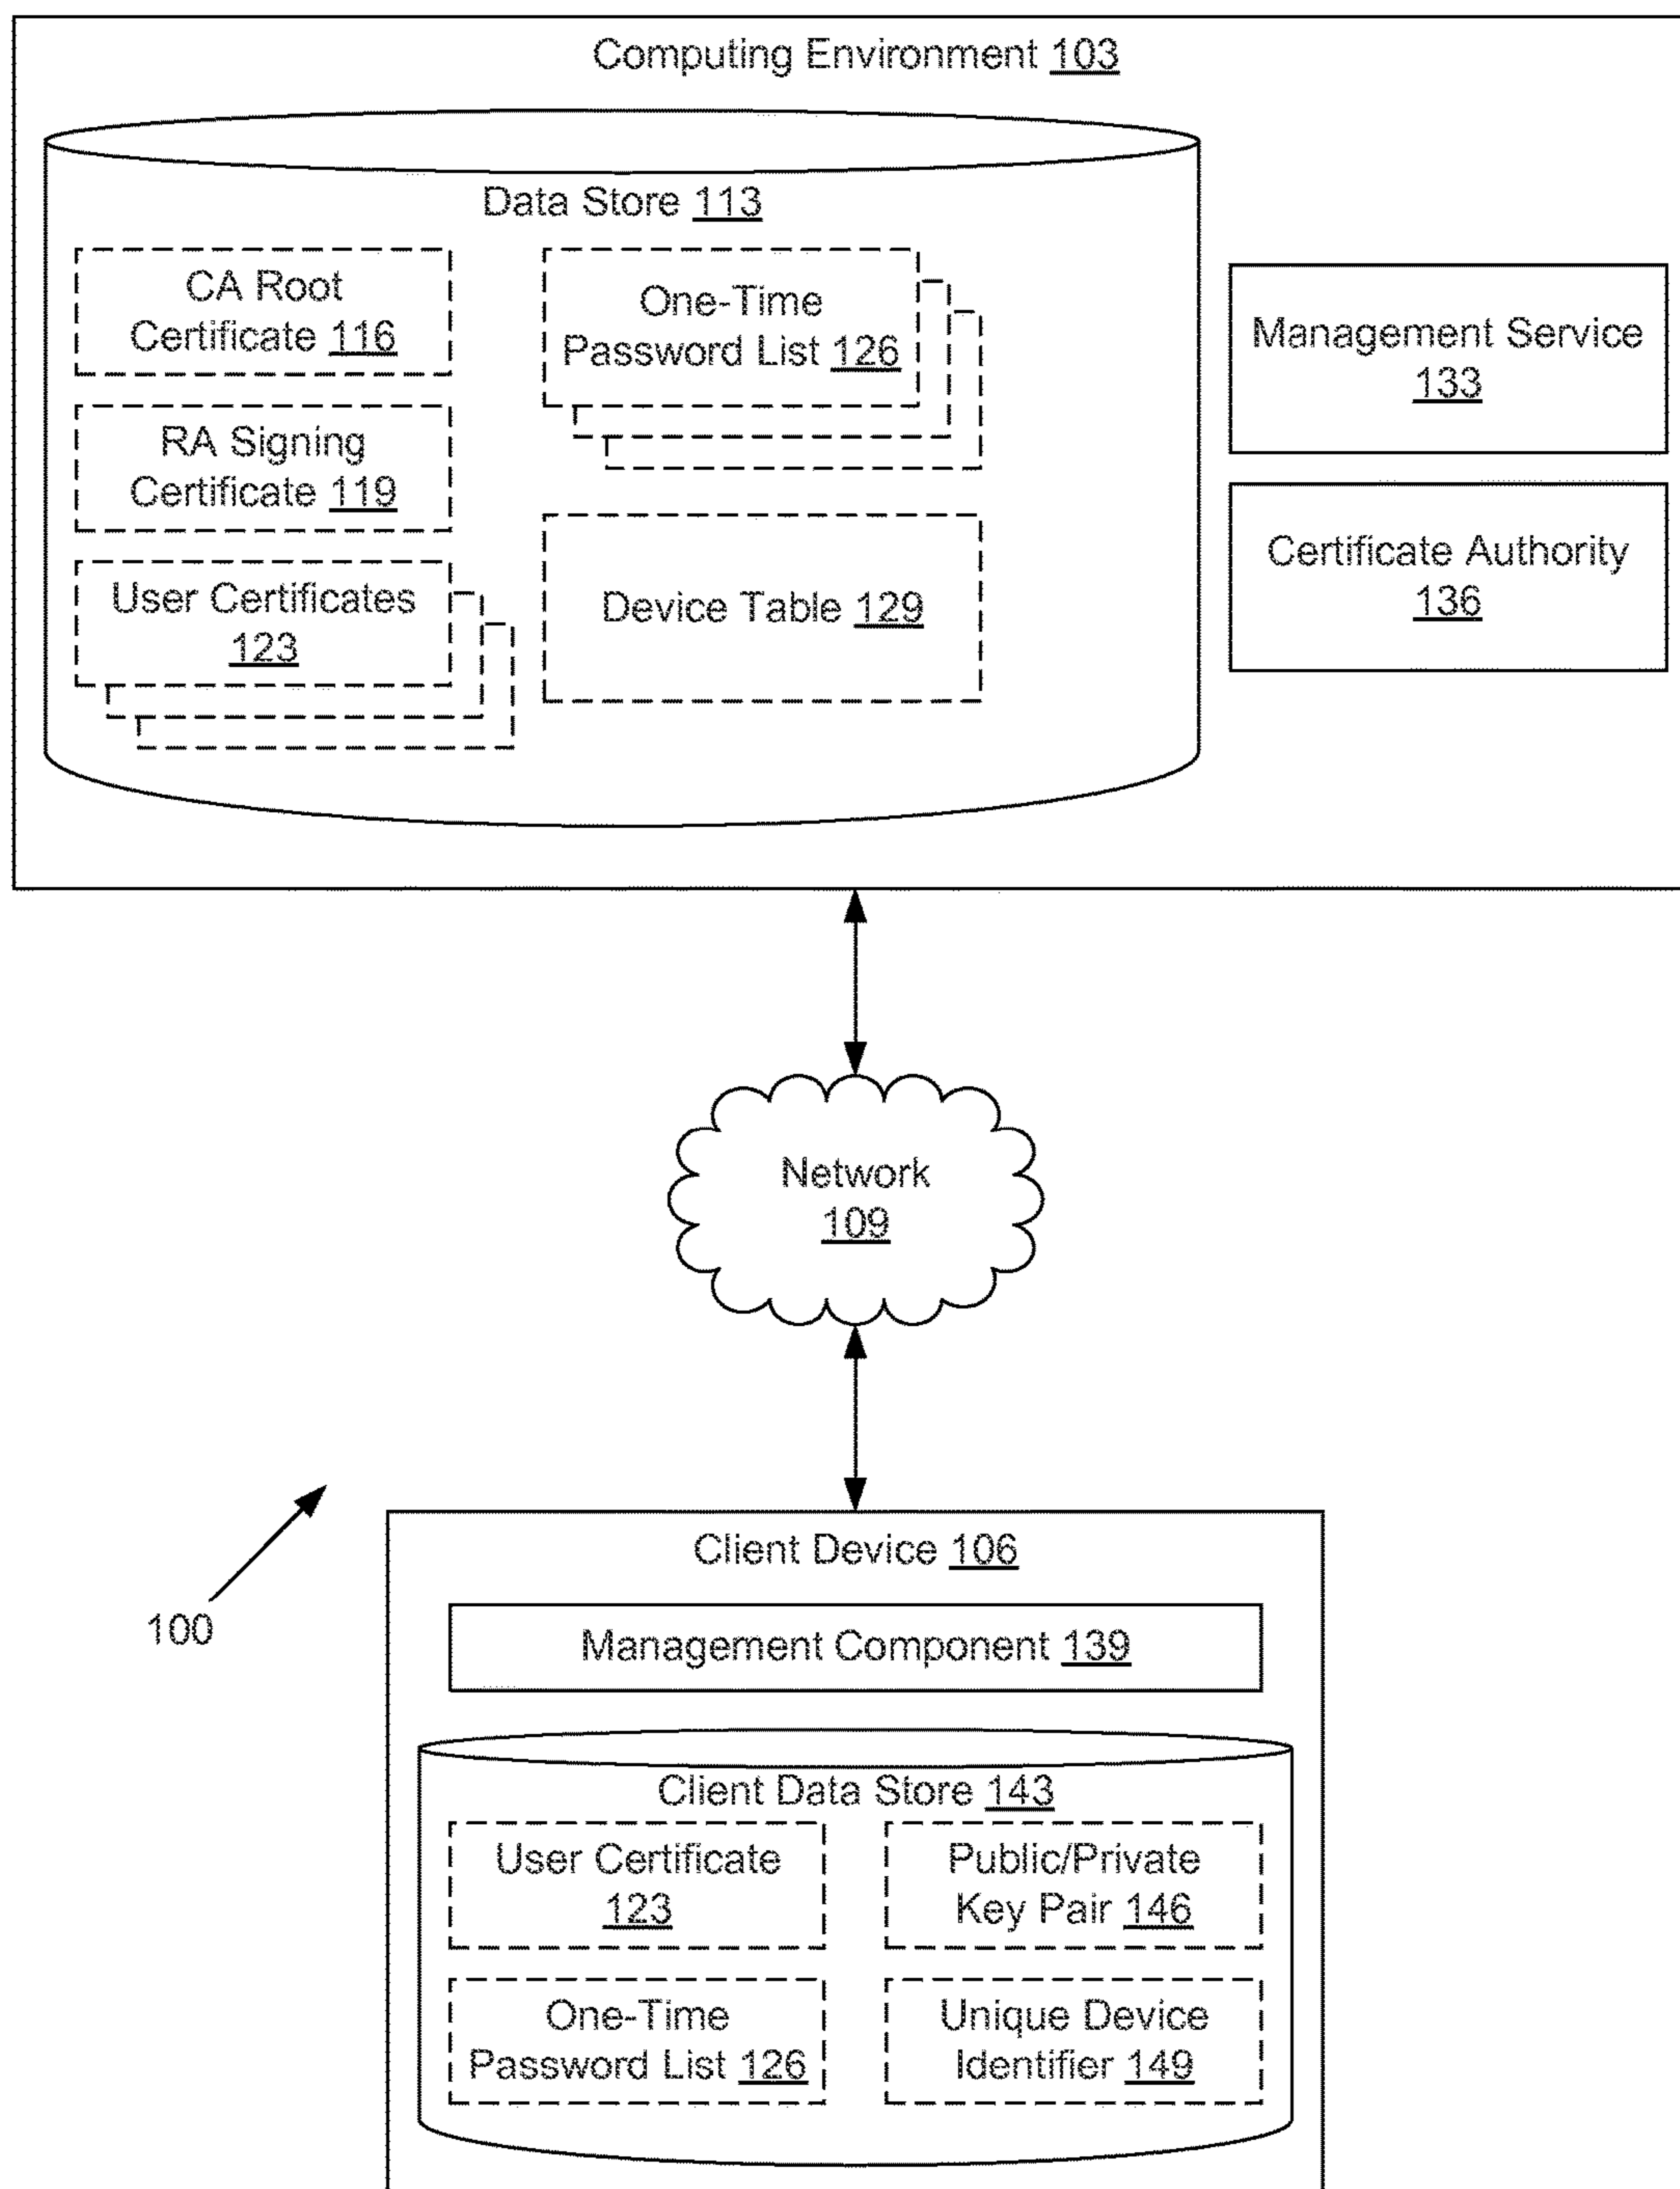 Computing Environment 103
Data Store 113
CA Root
Certificate 116
RA Signing
Certificate 119
User Certificates
123
One-Time
Password List 126
Device Table 129
Management Service
133
Certificate Authority
136
Network
109
100
Client Device 106
Management Component 139
Client Data Store 143
User Certificate
123
Public/Private
Key Pair 146
One-Time
Password List 126
Unique Device
Identifier 149